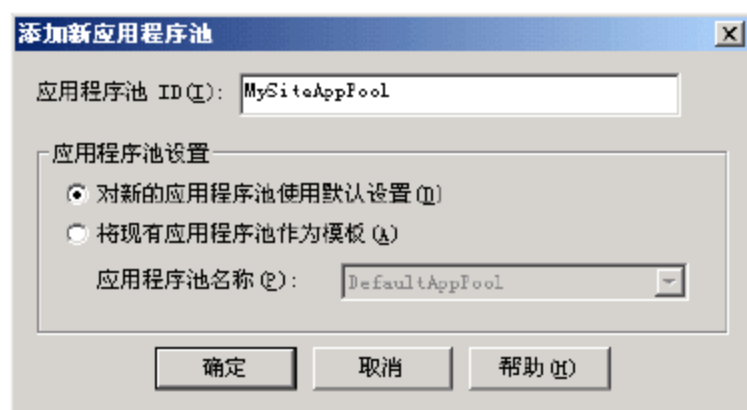 添加新应用程序池
应用程序池 ID(I): MySiteAppPool
应用程序池设置
对新的应用程序池使用默认设置(D)
将现有应用程序池作为模板(A)
应用程序池名称(P): DefaultAppPool
确定 取消 帮助(H)